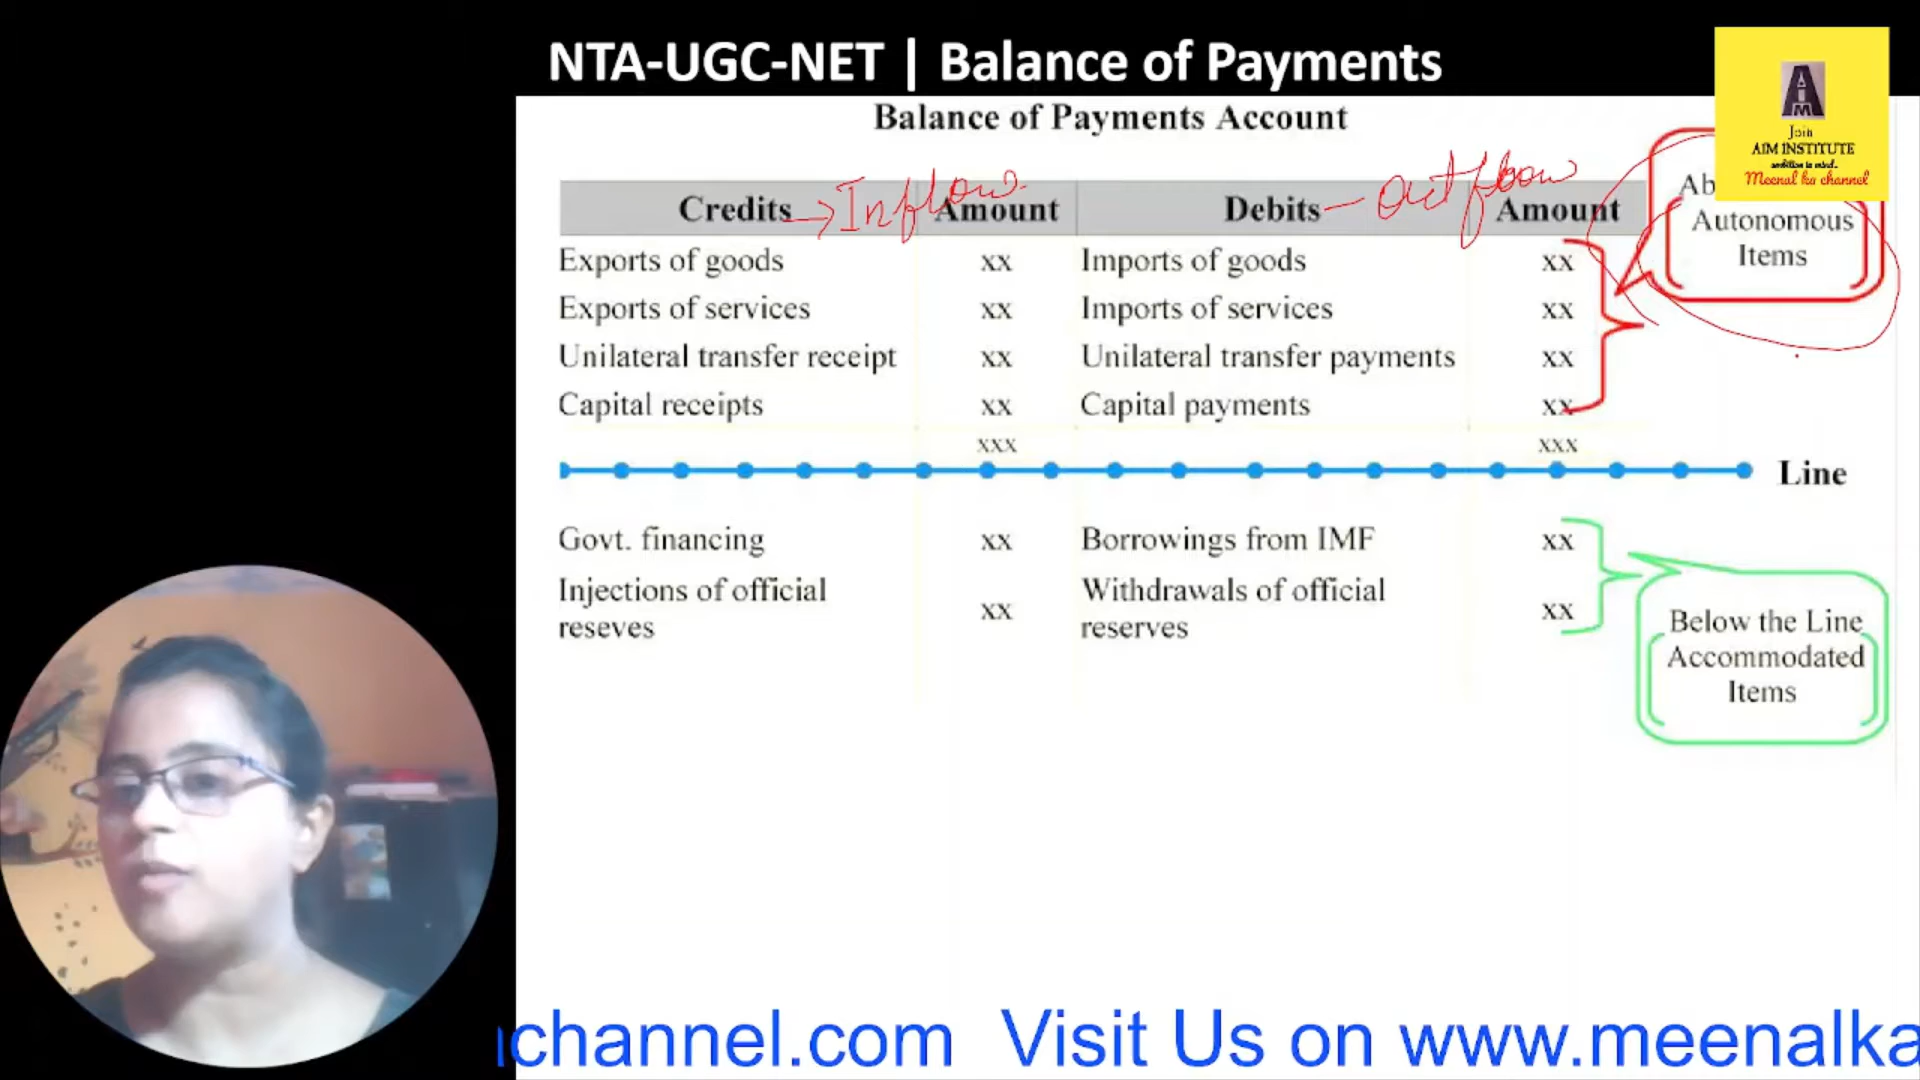 NTA-UGC-NET | Balance of Payments
Join
AIM INSTITUTE
Meenal ka channel
Balance of Payments Account
Credits → Inflow Amount Debits — Outflow Amount
Exports of goods xx Imports of goods xx
Exports of services xx Imports of services xx
Unilateral transfer receipt xx Unilateral transfer payments xx
Capital receipts xx Capital payments xx
xxx xxx
Ab
Autonomous
Items
Line
Govt. financing xx Borrowings from IMF xx
Injections of official
reseves xx
Withdrawals of official
reserves xx
Below the Line
Accommodated
Items
channel.com Visit Us on www.meenalka